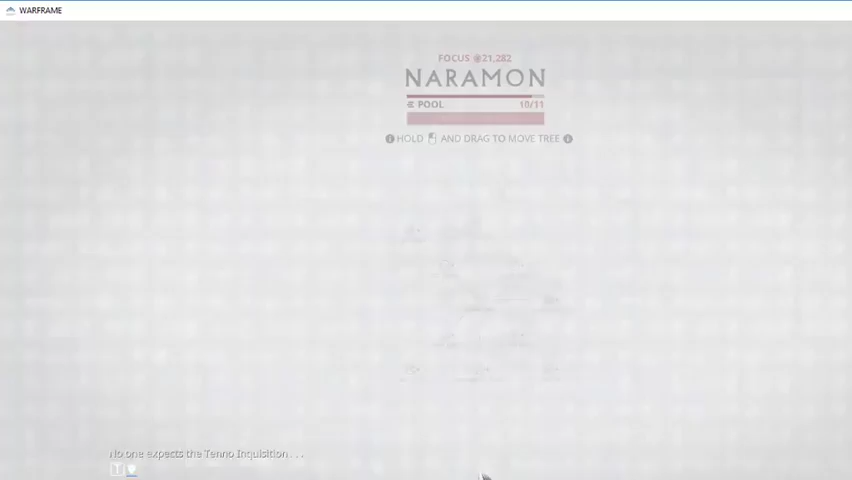 WARFRAME
FOCUS 21,282
NARAMON
POOL 10/11
HOLD AND DRAG TO MOVE TREE
No one expects the Tenno Inquisition . . .
T